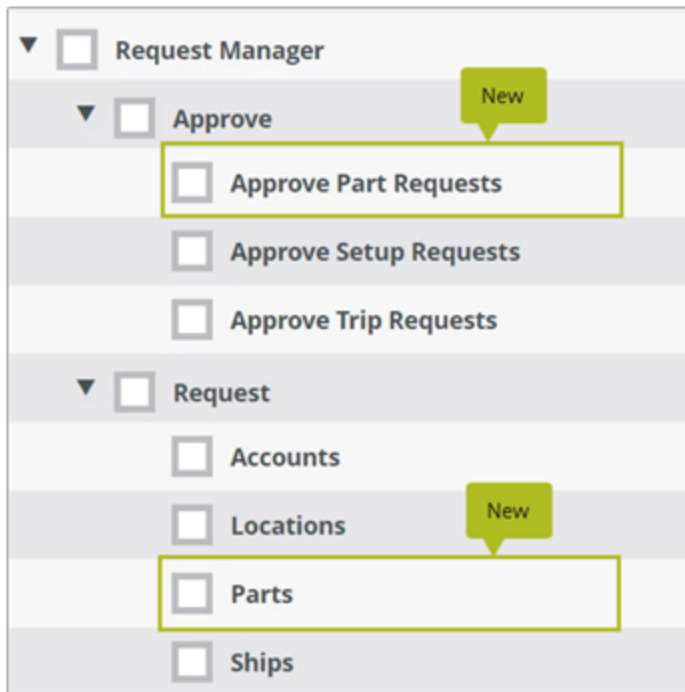 Request Manager
New
Approve
Approve Part Requests
Approve Setup Requests
Approve Trip Requests
Request
Accounts
New
Locations
Parts
Ships